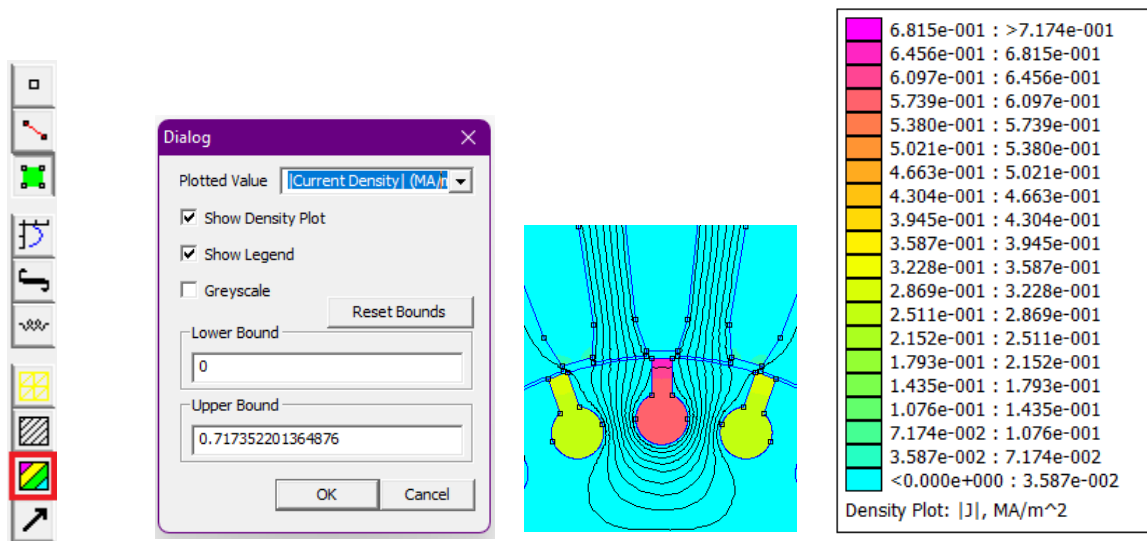 Dialog
Plotted Value |Current Density| (MA/m
Show Density Plot
Show Legend
Greyscale
Reset Bounds
Lower Bound
0
Upper Bound
0.717352201364876
OK Cancel
6.815e-001 : >7.174e-001
6.456e-001 : 6.815e-001
6.097e-001 : 6.456e-001
5.739e-001 : 6.097e-001
5.380e-001 : 5.739e-001
5.021e-001 : 5.380e-001
4.663e-001 : 5.021e-001
4.304e-001 : 4.663e-001
3.945e-001 : 4.304e-001
3.587e-001 : 3.945e-001
3.228e-001 : 3.587e-001
2.869e-001 : 3.228e-001
2.511e-001 : 2.869e-001
2.152e-001 : 2.511e-001
1.793e-001 : 2.152e-001
1.435e-001 : 1.793e-001
1.076e-001 : 1.435e-001
7.174e-002 : 1.076e-001
3.587e-002 : 7.174e-002
<0.000e+000 : 3.587e-002
Density Plot: |J|, MA/m^2